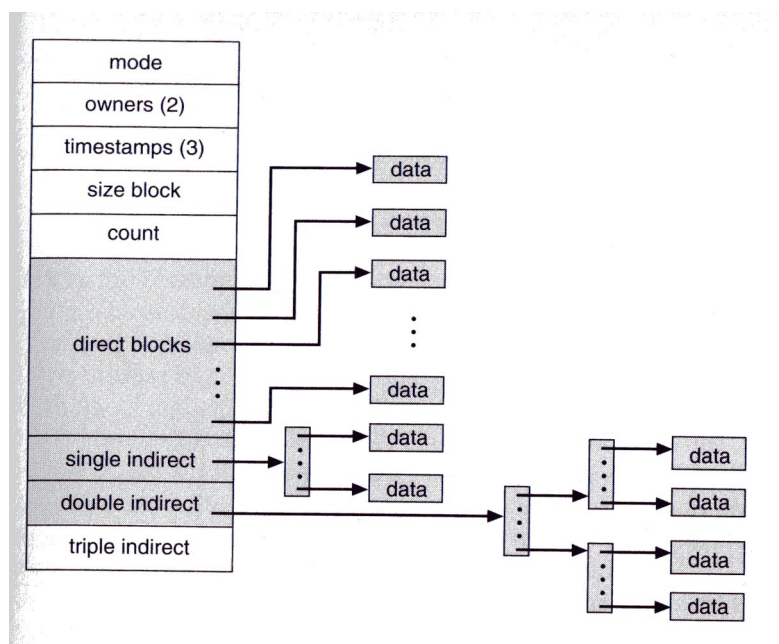 mode
owners (2)
timestamps (3)
size block
count
direct blocks
single indirect
double indirect
triple indirect
data
data
data
data
data
data
data
data
data
data